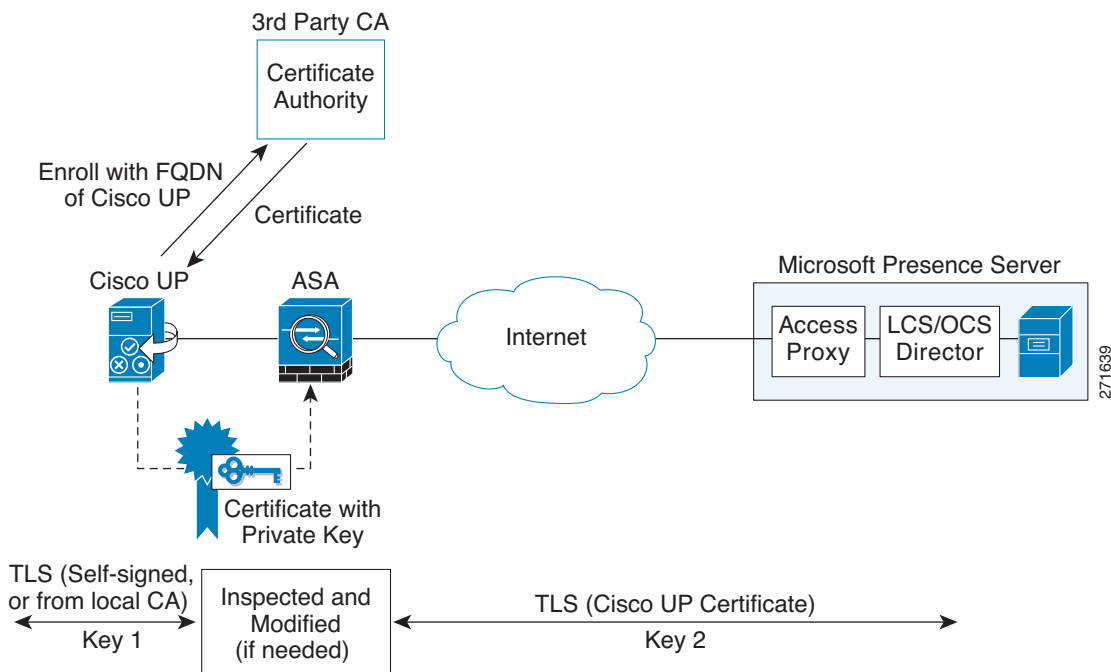 3rd Party CA
Certificate
Authority
Enroll with FQDN
of Cisco UP
Certificate
Cisco UP
ASA
Internet
Microsoft Presence Server
Access
Proxy
LCS/OCS
Director
271639
Certificate with
Private Key
TLS (Self-signed,
or from local CA)
Key 1
Inspected and
Modified
(if needed)
TLS (Cisco UP Certificate)
Key 2